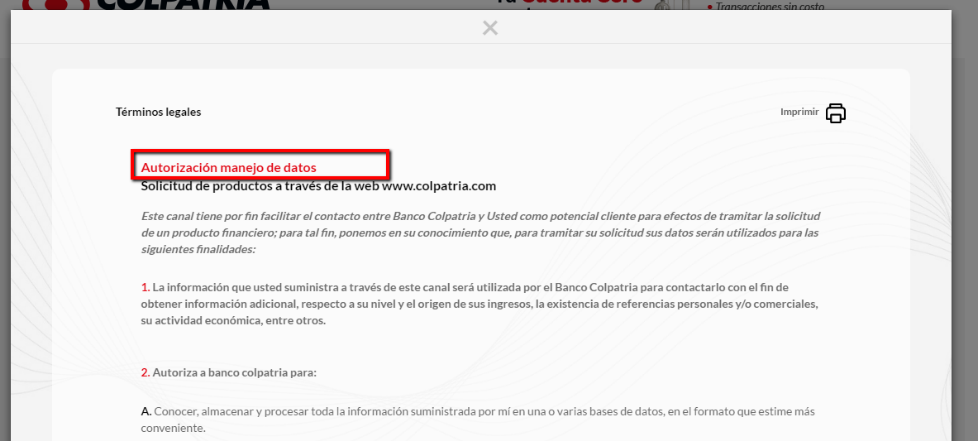 COLPATRIA
Tu Cuenta Cero
• Transacciones sin costo
Términos legales
Imprimir
Autorización manejo de datos
Solicitud de productos a través de la web www.colpatria.com
Este canal tiene por fin facilitar el contacto entre Banco Colpatria y Usted como potencial cliente para efectos de tramitar la solicitud
de un producto financiero; para tal fin, ponemos en su conocimiento que, para tramitar su solicitud sus datos serán utilizados para las
siguientes finalidades:
1. La información que usted suministra a través de este canal será utilizada por el Banco Colpatria para contactarlo con el fin de
obtener información adicional, respecto a su nivel y el origen de sus ingresos, la existencia de referencias personales y/o comerciales,
su actividad económica, entre otros.
2. Autoriza a banco colpatria para:
A. Conocer, almacenar y procesar toda la información suministrada por mí en una o varias bases de datos, en el formato que estime más
conveniente.